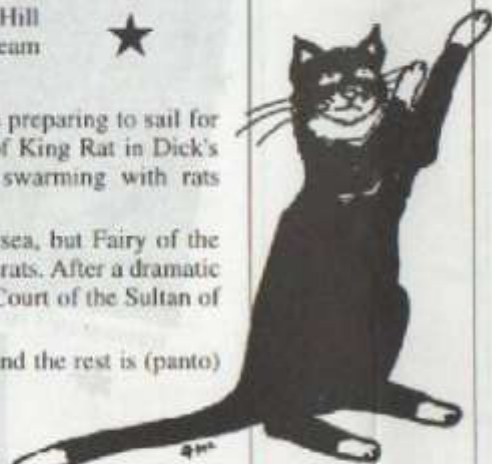 Hill
eam
preparing to sail for
f King Rat in Dick's
swarming with rats
sea, but Fairy of the
rats. After a dramatic
Court of the Sultan of
nd the rest is (panto)